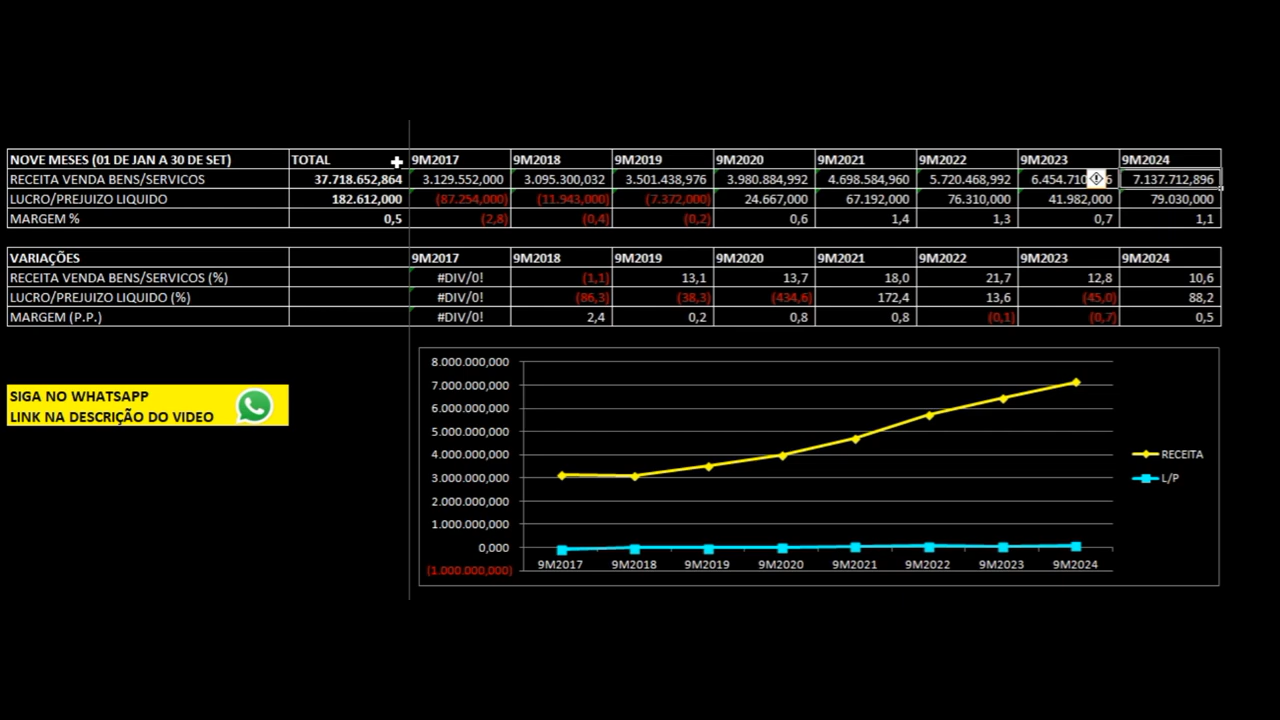 NOVE MESES (01 DE JAN A 30 DE SET) TOTAL 9M2017 9M2018 9M2019 9M2020 9M2021 9M2022 9M2023 9M2024
RECEITA VENDA BENS/SERVICOS 37.718.652,864 3.129.552,000 3.095.300,032 3.501.438,976 3.980.884,992 4.698.584,960 5.720.468,992 7.137.712,896
LUCRO/PREJUIZO LIQUIDO 182.612,000 (87.254,000) (11.943,000) (7.372,000) 24.667,000 67.192,000 76.310,000 41.982,000 79.030,000
MARGEM % 0,5 (2,8) (0,4) (0,2) 0,6 1,4 1,3 0,7 1,1
VARIAÇÕES 9M2017 9M2018 9M2019 9M2020 9M2021 9M2022 9M2023 9M2024
RECEITA VENDA BENS/SERVICOS (%) #DIV/0! (1,1) 13,1 13,7 18,0 21,7 12,8 10,6
LUCRO/PREJUIZO LIQUIDO (%) #DIV/0! (86,3) (38,3) (434,6) 172,4 13,6 (45,0) 88,2
MARGEM (P.P.) #DIV/0! 2,4 0,2 0,8 0,8 (0,1) (0,7) 0,5
SIGA NO WHATSAPP
LINK NA DESCRIÇÃO DO VIDEO
8.000.000,000
7.000.000,000
6.000.000,000
5.000.000,000
4.000.000,000
3.000.000,000
2.000.000,000
1.000.000,000
0,000
(1.000.000,000)
9M2017 9M2018 9M2019 9M2020 9M2021 9M2022 9M2023 9M2024
RECEITA
L/P